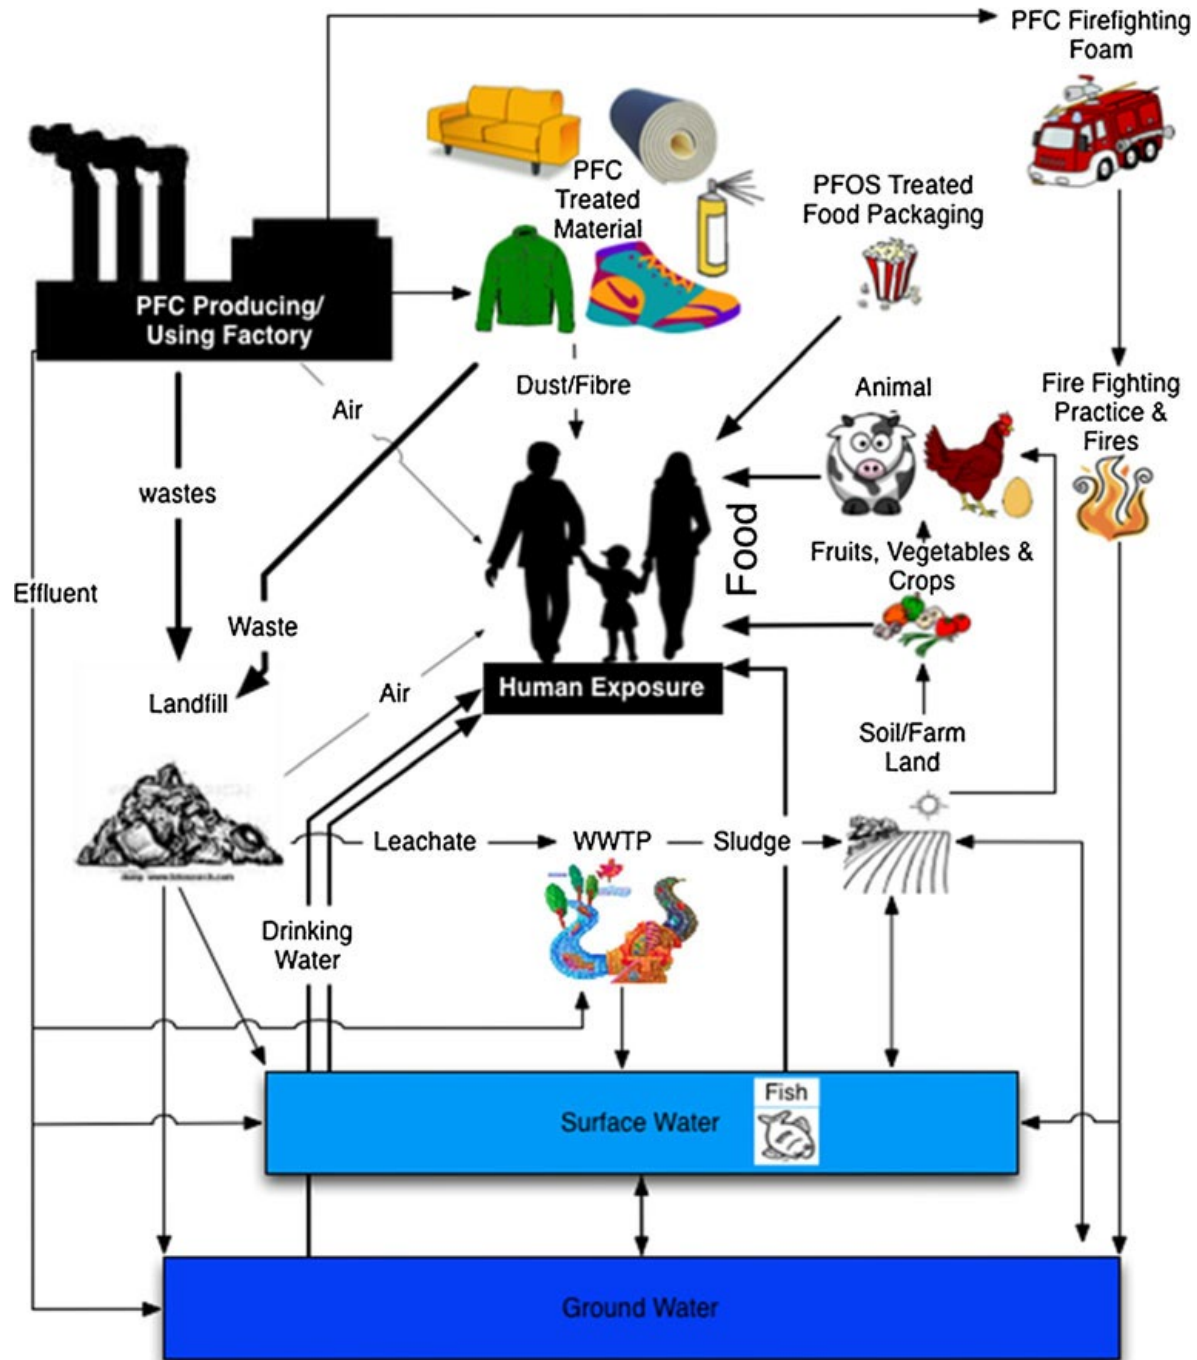 PFC Firefighting
Foam
PFC
Treated
Material
PFOS Treated
Food Packaging
PFC Producing/
Using Factory
Air
Dust/Fibre
Animal
Fire Fighting
Practice &
Fires
wastes
Food
Fruits, Vegetables &
Crops
Effluent
Waste
Air
Landfill
Human Exposure
Soil/Farm
Land
Leachate
WWTP
Sludge
Drinking
Water
Fish
Surface Water
Ground Water